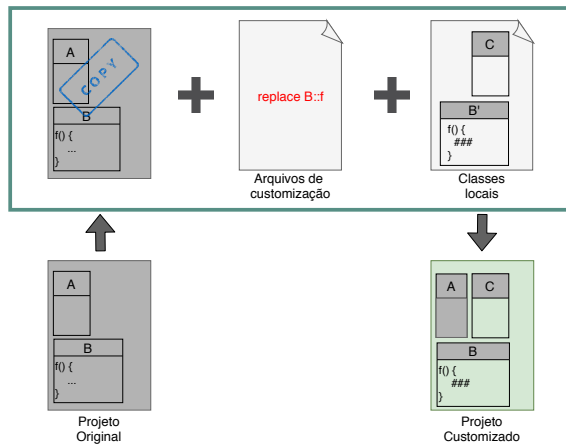 A
COPY
B
f() {
...
}
replace B::f
Arquivos de
customização
C
B'
f() {
###
}
Classes
locais
A
B
f() {
...
}
Projeto
Original
A
C
B
f() {
###
}
Projeto
Customizado